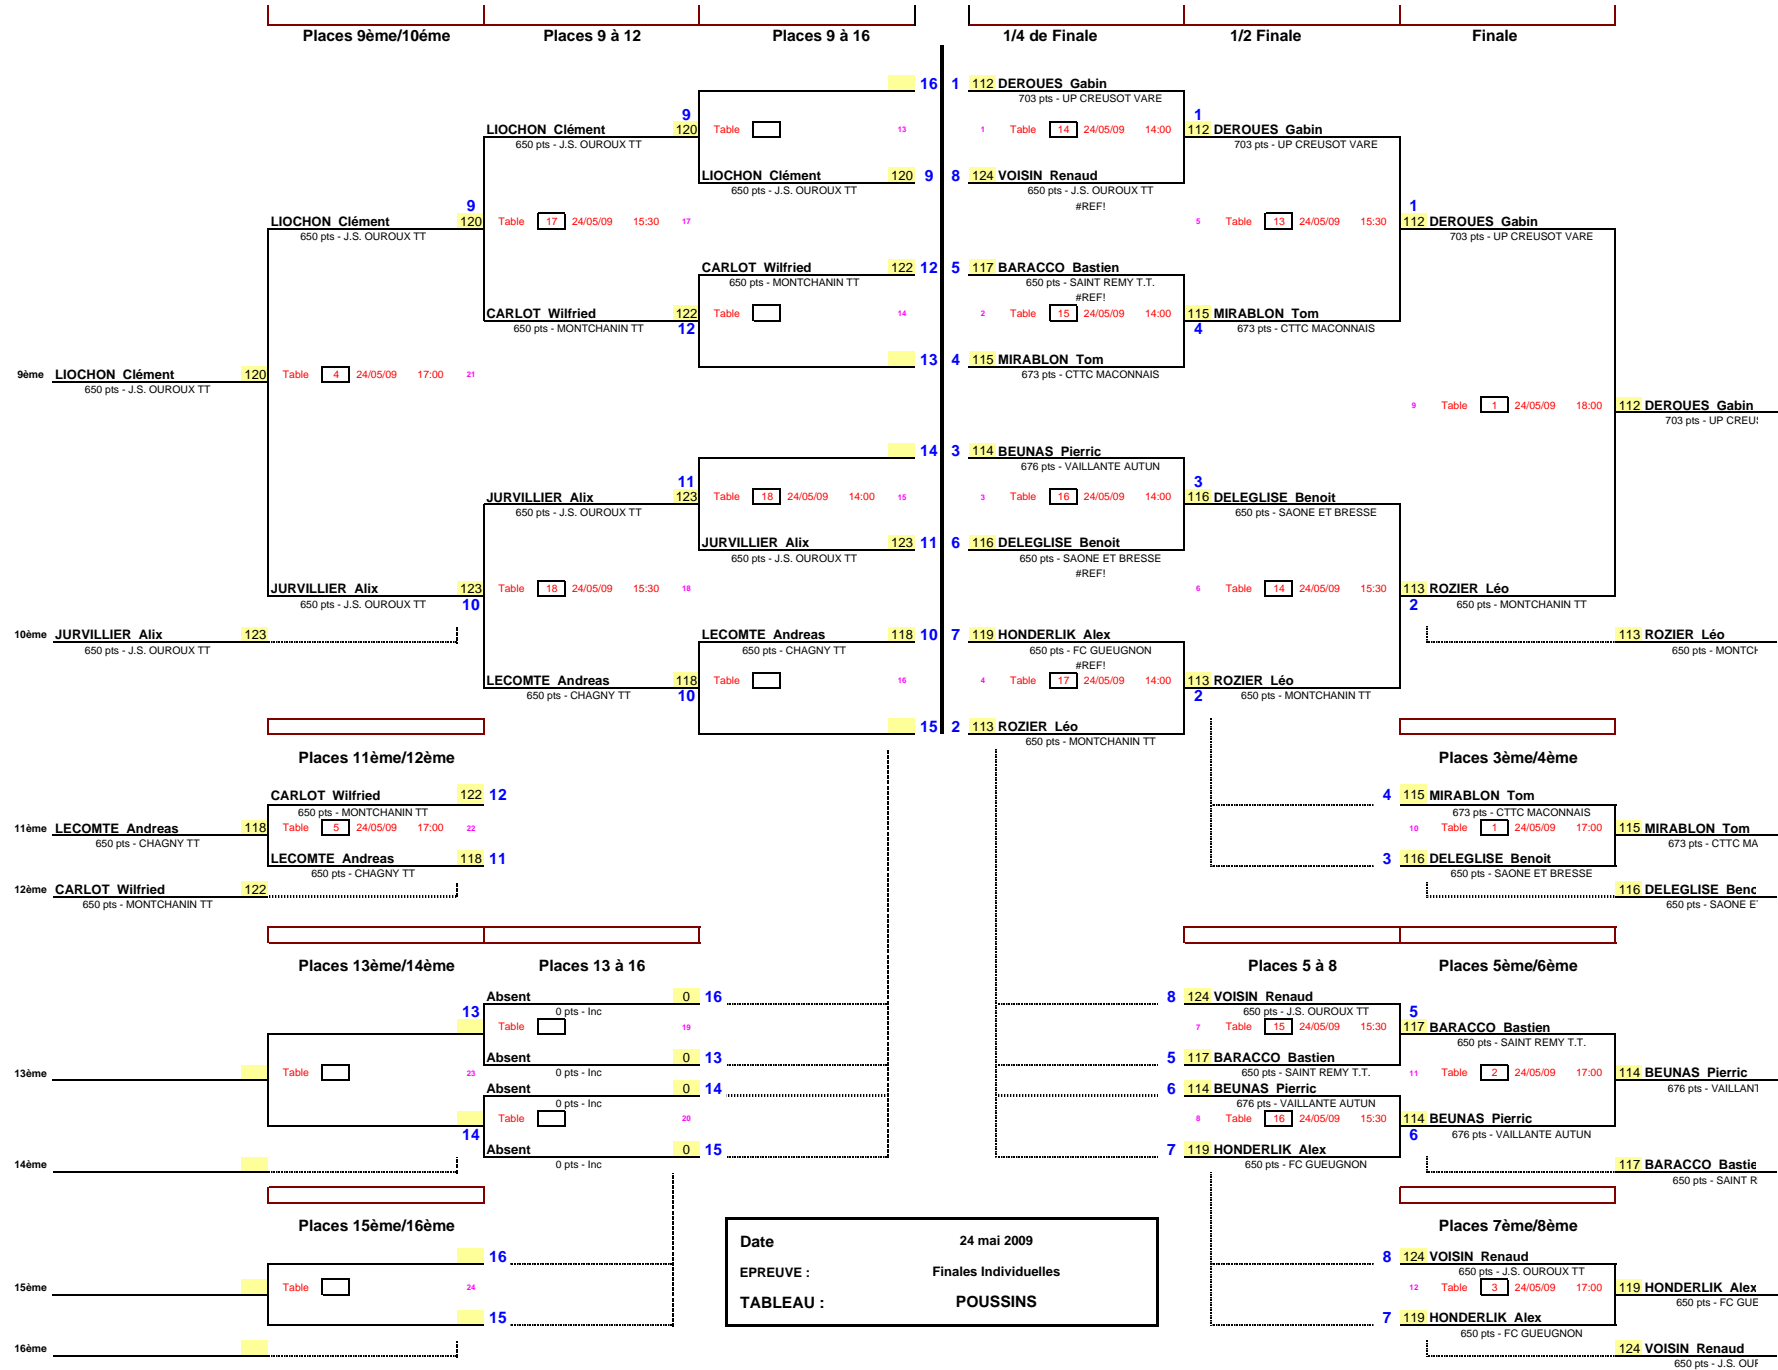 Places 9ème/10éme Places 9 à 12 Places 9 à 16 1/4 de Finale 1/2 Finale Finale
16 1 112 DEROUES Gabin
703 pts - UP CREUSOT VARE
9 1
LIOCHON Clément 120 Table 13 1 Table 14 24/05/09 14:00 112 DEROUES Gabin
650 pts - J.S. OUROUX TT 703 pts - UP CREUSOT VARE
LIOCHON Clément 120 9 8 124 VOISIN Renaud
650 pts - J.S. OUROUX TT 650 pts - J.S. OUROUX TT
9 #REF! 1
LIOCHON Clément 120 Table 17 24/05/09 15:30 17 5 Table 13 24/05/09 15:30 112 DEROUES Gabin
650 pts - J.S. OUROUX TT 703 pts - UP CREUSOT VARE
CARLOT Wilfried 122 12 5 117 BARACCO Bastien
650 pts - MONTCHANIN TT 650 pts - SAINT REMY T.T.
#REF!
CARLOT Wilfried 122 Table 14 2 Table 15 24/05/09 14:00 115 MIRABLON Tom
650 pts - MONTCHANIN TT 12 4 673 pts - CTTC MACONNAIS
13 4 115 MIRABLON Tom
9ème LIOCHON Clément 120 Table 4 24/05/09 17:00 21 673 pts - CTTC MACONNAIS
650 pts - J.S. OUROUX TT
9 Table 1 24/05/09 18:00 112 DEROUES Gabin
703 pts - UP CREU
14 3 114 BEUNAS Pierric
676 pts - VAILLANTE AUTUN
11 3
JURVILLIER Alix 123 Table 18 24/05/09 14:00 15 3 Table 16 24/05/09 14:00 116 DELEGLISE Benoit
650 pts - J.S. OUROUX TT 650 pts - SAONE ET BRESSE
JURVILLIER Alix 123 11 6 116 DELEGLISE Benoit
650 pts - J.S. OUROUX TT 650 pts - SAONE ET BRESSE
#REF!
JURVILLIER Alix 123 Table 18 24/05/09 15:30 18 6 Table 14 24/05/09 15:30 113 ROZIER Léo
650 pts - J.S. OUROUX TT 10 2 650 pts - MONTCHANIN TT
10ème JURVILLIER Alix 123 LECOMTE Andreas 118 10 7 119 HONDERLIK Alex 113 ROZIER Léo
650 pts - J.S. OUROUX TT 650 pts - CHAGNY TT 650 pts - FC GUEUGNON 650 pts - MONTCH
#REF!
LECOMTE Andreas 118 Table 16 4 Table 17 24/05/09 14:00 113 ROZIER Léo
650 pts - CHAGNY TT 10 2 650 pts - MONTCHANIN TT
15 2 113 ROZIER Léo
650 pts - MONTCHANIN TT
Places 11ème/12ème Places 3ème/4ème
CARLOT Wilfried 122 12 4 115 MIRABLON Tom
650 pts - MONTCHANIN TT 673 pts - CTTC MACONNAIS
11ème LECOMTE Andreas 118 Table 5 24/05/09 17:00 22 10 Table 1 24/05/09 17:00 115 MIRABLON Tom
650 pts - CHAGNY TT 673 pts - CTTC MA
LECOMTE Andreas 118 11 3 116 DELEGLISE Benoit
650 pts - CHAGNY TT 650 pts - SAONE ET BRESSE
12ème CARLOT Wilfried 122 116 DELEGLISE Beno
650 pts - MONTCHANIN TT 650 pts - SAONE E
Places 13ème/14ème Places 13 à 16 Places 5 à 8 Places 5ème/6ème
Absent 0 16 8 124 VOISIN Renaud
13 0 pts - Inc 650 pts - J.S. OUROUX TT 5
Table 19 7 Table 15 24/05/09 15:30 117 BARACCO Bastien
650 pts - SAINT REMY T.T.
Absent 0 13 5 117 BARACCO Bastien
13ème Table 23 0 pts - Inc 650 pts - SAINT REMY T.T. 11 Table 2 24/05/09 17:00 114 BEUNAS Pierric
Absent 0 14 6 114 BEUNAS Pierric 676 pts - VAILLANT
0 pts - Inc 676 pts - VAILLANTE AUTUN
Table 20 8 Table 16 24/05/09 15:30 114 BEUNAS Pierric
14 6 676 pts - VAILLANTE AUTUN
Absent 0 15 7 119 HONDERLIK Alex
14ème 0 pts - Inc 650 pts - FC GUEUGNON 117 BARACCO Bastie
650 pts - SAINT R
Places 15ème/16ème Places 7ème/8ème
Date 24 mai 2009
16 8 124 VOISIN Renaud
EPREUVE : Finales Individuelles 650 pts - J.S. OUROUX TT
15ème Table 24 12 Table 3 24/05/09 17:00 119 HONDERLIK Alex
TABLEAU : POUSSINS 650 pts - FC GUE
15 7 119 HONDERLIK Alex
650 pts - FC GUEUGNON
16ème 124 VOISIN Renaud
650 pts - J.S. OUF